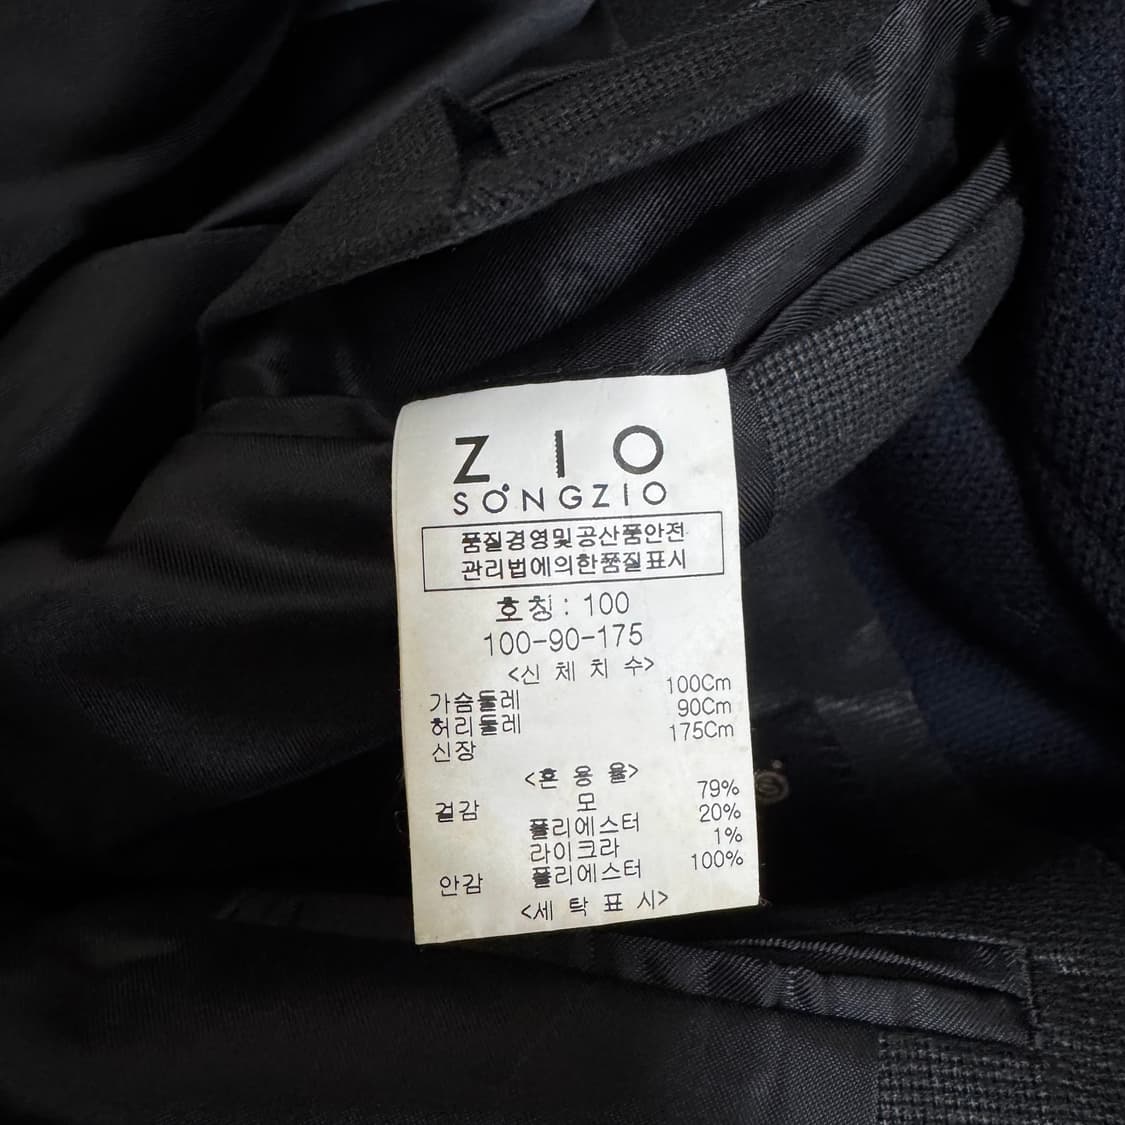 ZIO
SONGZIO
품질경영및공산품안전
관리법에의한품질표시
호칭 : 100
100-90-175
<신 체 치 수>
가슴둘레 100Cm
허리둘레 90Cm
신장 175Cm
<혼 용 율>
겉감 모 79%
폴리에스터 20%
라이크라 1%
안감 폴리에스터 100%
<세 탁 표 시>